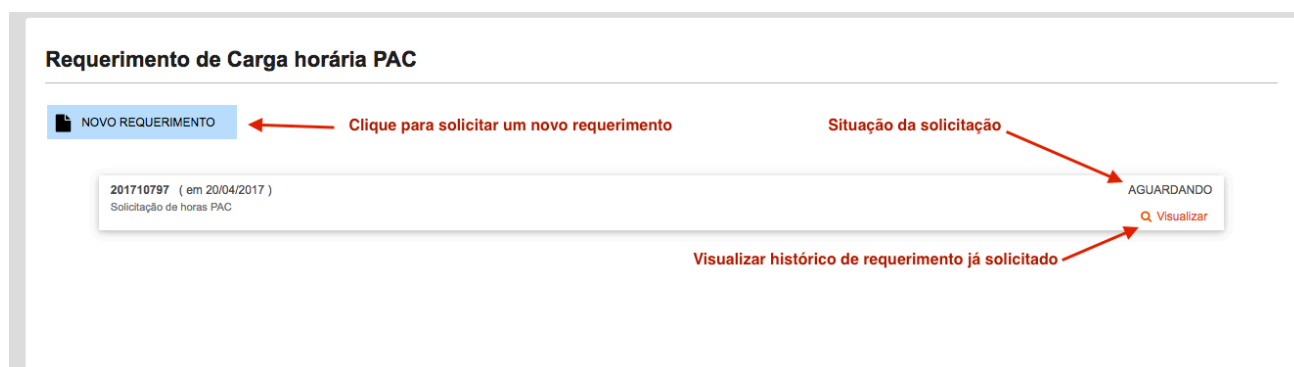 Requerimento de Carga horária PAC
NOVO REQUERIMENTO
Clique para solicitar um novo requerimento
Situação da solicitação
201710797 ( em 20/04/2017 )
AGUARDANDO
Solicitação de horas PAC
Visualizar
Visualizar histórico de requerimento já solicitado